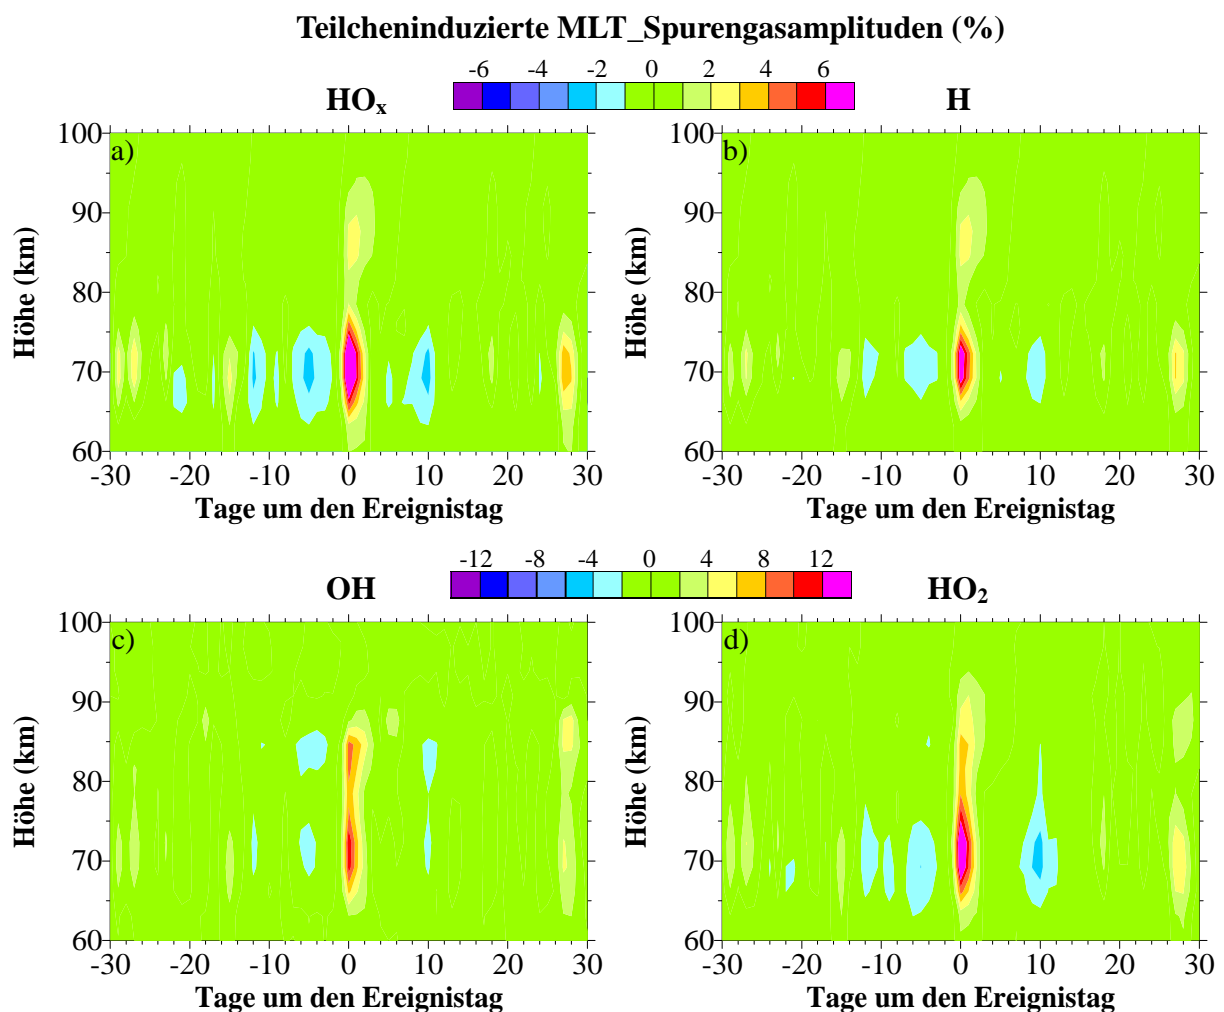 Teilcheninduzierte MLT_Spurengasamplituden (%)
-6 -4 -2 0 2 4 6
HOx H
100 100
a) b)
90 90
80 80
70 70
60 60
Höhe (km) Höhe (km)
-30 -20 -10 0 10 20 30 -30 -20 -10 0 10 20 30
Tage um den Ereignistag Tage um den Ereignistag
-12 -8 -4 0 4 8 12
OH HO2
100 100
c) d)
90 90
80 80
70 70
60 60
Höhe (km) Höhe (km)
-30 -20 -10 0 10 20 30 -30 -20 -10 0 10 20 30
Tage um den Ereignistag Tage um den Ereignistag